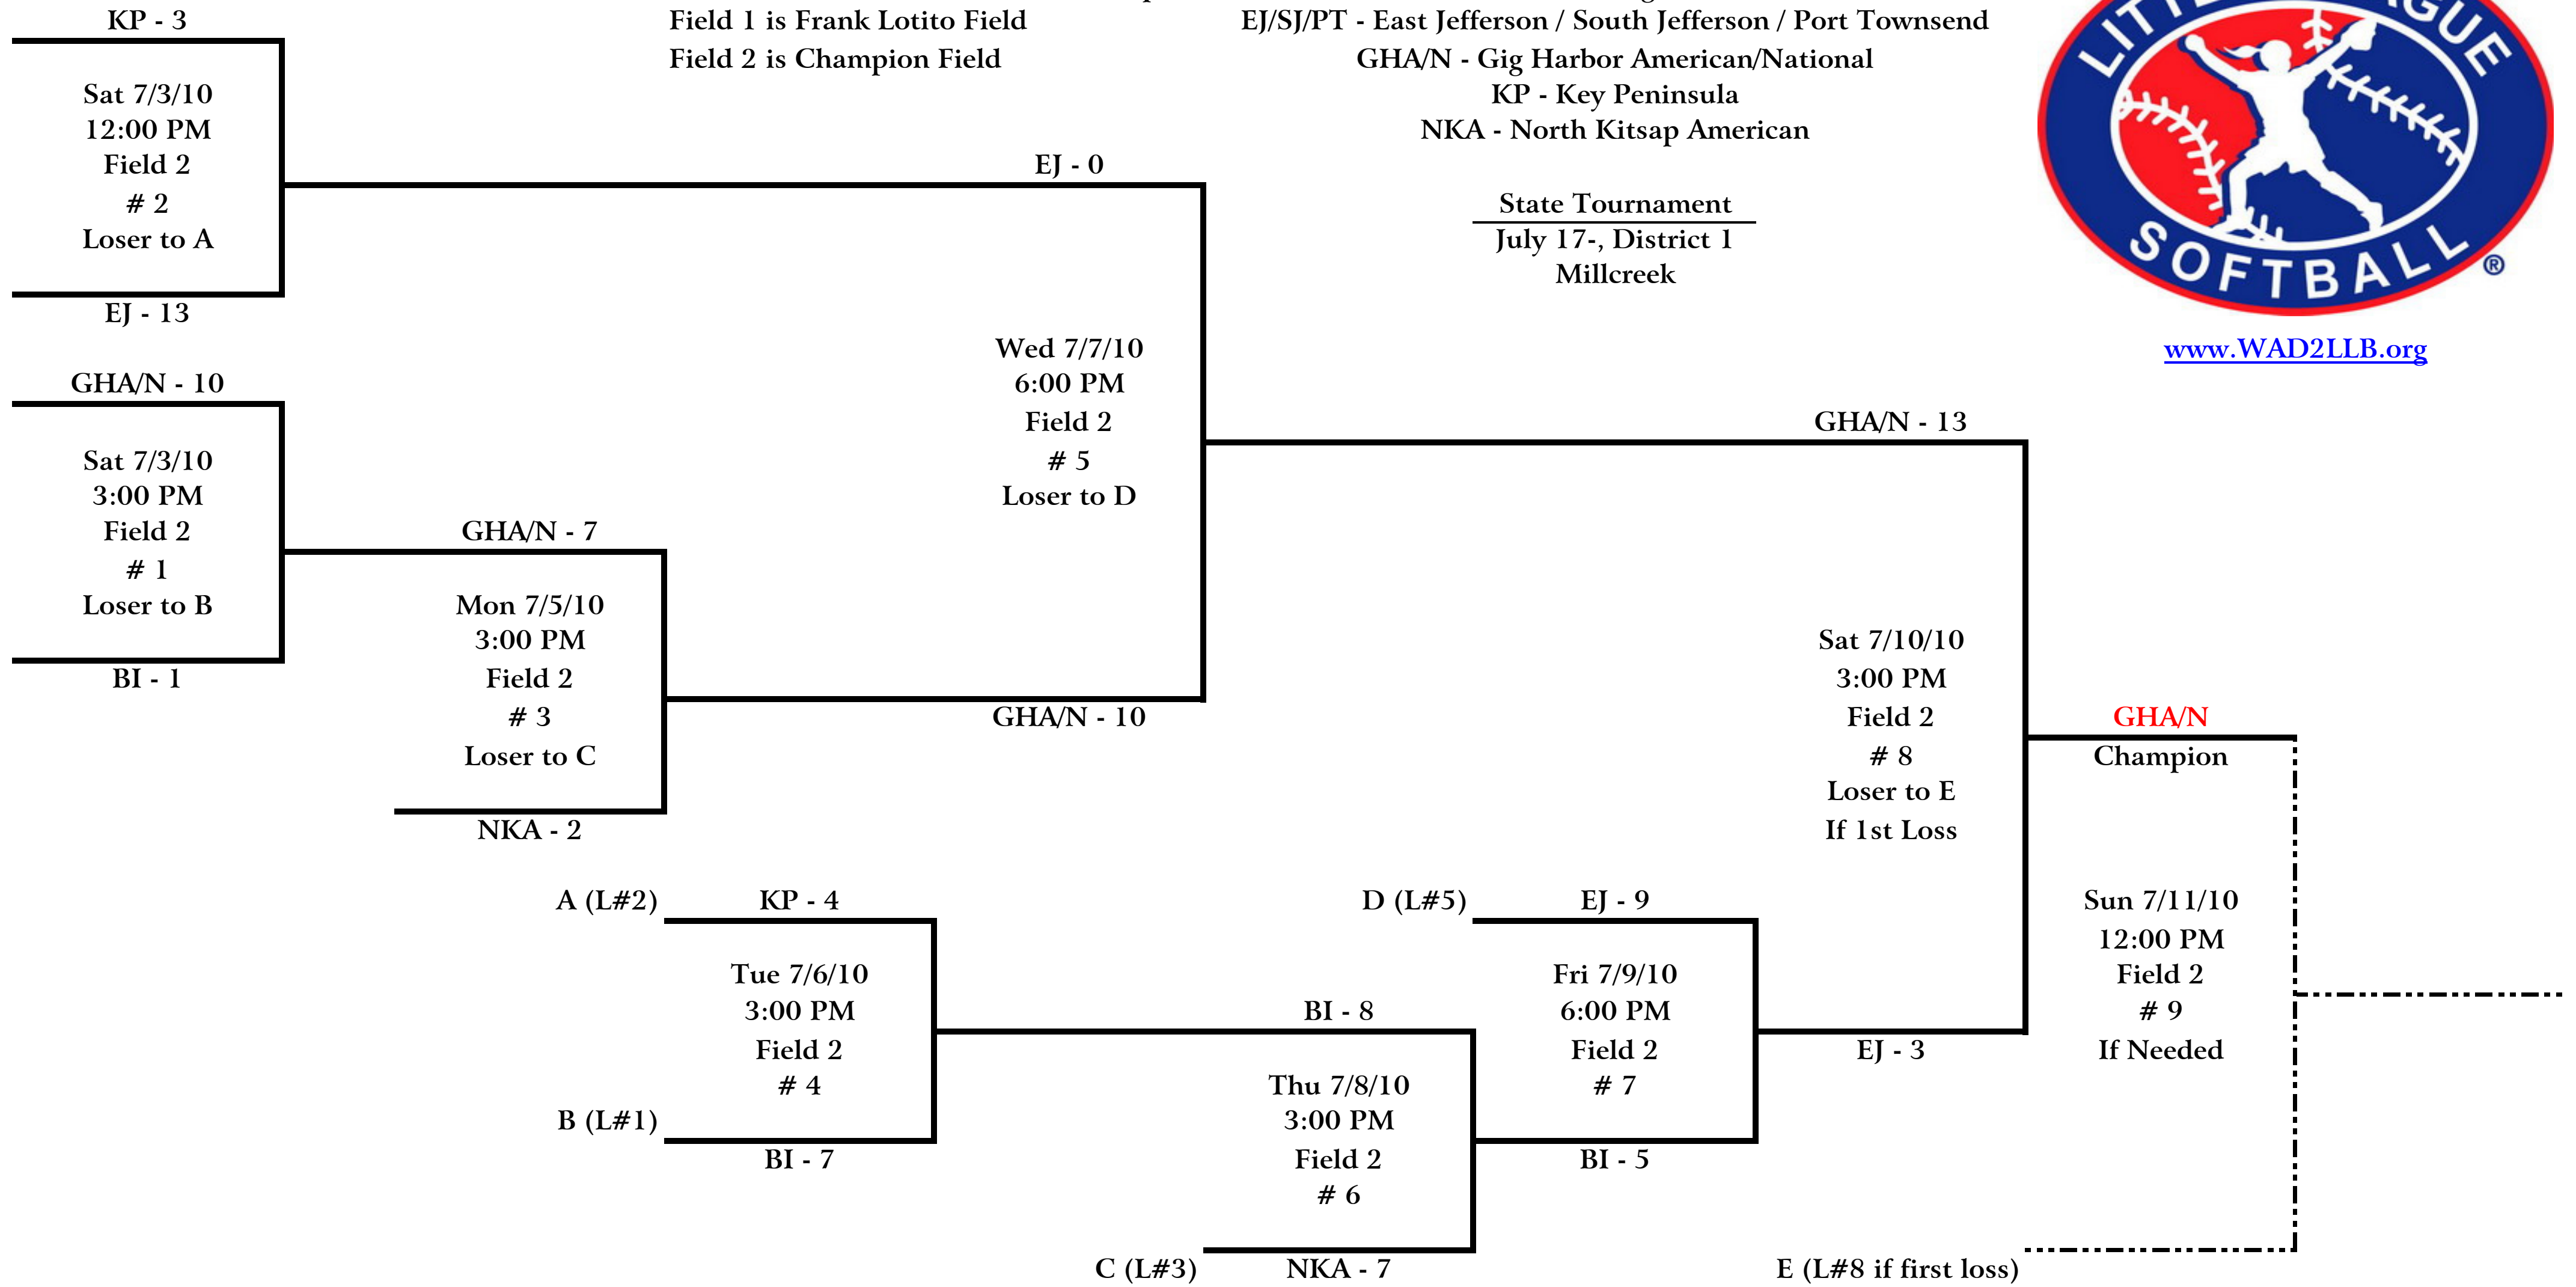 KP - 3
Sat 7/3/10
12:00 PM
Field 2
# 2
Loser to A
EJ - 13
GHA/N - 10
Sat 7/3/10
3:00 PM
Field 2
# 1
Loser to B
BI - 1
Field 1 is Frank Lotito Field
Field 2 is Champion Field
EJ/SJ/PT - East Jefferson / South Jefferson / Port Townsend
GHA/N - Gig Harbor American/National
KP - Key Peninsula
NKA - North Kitsap American
State Tournament
July 17-, District 1
Millcreek
SOFTBALL ®
www.WAD2LLB.org
GHA/N - 7
Mon 7/5/10
3:00 PM
Field 2
# 3
Loser to C
NKA - 2
EJ - 0
Wed 7/7/10
6:00 PM
Field 2
# 5
Loser to D
GHA/N - 10
GHA/N - 13
Sat 7/10/10
3:00 PM
Field 2
# 8
Loser to E
If 1st Loss
EJ - 3
GHA/N
Champion
Sun 7/11/10
12:00 PM
Field 2
# 9
If Needed
E (L#8 if first loss)
A (L#2)
KP - 4
Tue 7/6/10
3:00 PM
Field 2
# 4
B (L#1)
BI - 7
BI - 8
Thu 7/8/10
3:00 PM
Field 2
# 6
C (L#3)
NKA - 7
D (L#5)
EJ - 9
Fri 7/9/10
6:00 PM
Field 2
# 7
BI - 5